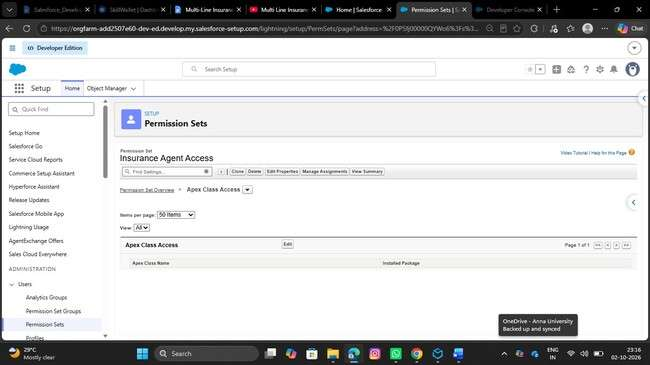 Salesforce_Develo
SkillWallet | Dashb
Multi-Line Insuran
Multi Line Insuran
Home | Salesforce
Permission Sets | S
Developer Console
https://orgfarm-add2507e60-dev-ed.develop.my.salesforce-setup.com/lightning/setup/PermSets/page?address=
Chat
Developer Edition
Search Setup
Setup
Home
Object Manager
Quick Find
SETUP
Permission Sets
Setup Home
Salesforce Go
Service Cloud Reports
Commerce Setup Assistant
Hyperforce Assistant
Release Updates
Salesforce Mobile App
Lightning Usage
AgentExchange Offers
Sales Cloud Everywhere
ADMINISTRATION
Users
Analytics Groups
Permission Set Groups
Permission Sets
Profiles
Permission Set
Insurance Agent Access
Video Tutorial | Help for this Page
Find Settings...
Clone
Delete
Edit Properties
Manage Assignments
View Summary
Permission Set Overview
Apex Class Access
Items per page: 50 Items
View: All
Apex Class Access
Edit
Page 1 of 1
Apex Class Name
Installed Package
OneDrive - Anna University
Backed up and synced
29°C
Mostly clear
Search
ENG
IN
23:16
02-10-2026